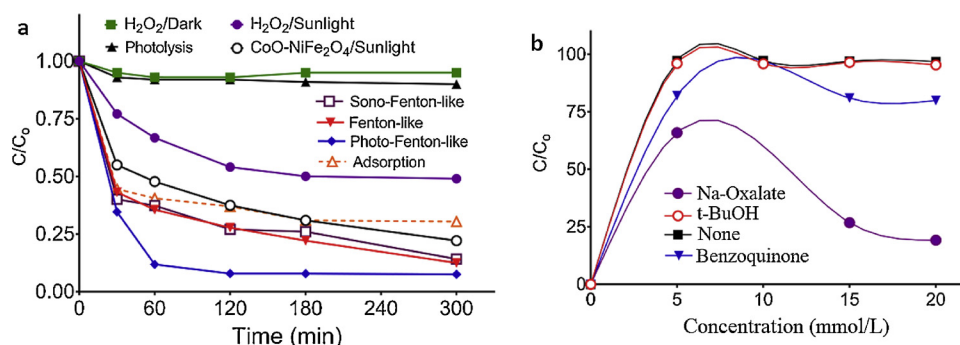 a
H₂O₂/Dark
H₂O₂/Sunlight
Photolysis
CoO-NiFe₂O₄/Sunlight
1.00
0.75
0.50
0.25
0.00
C/Cₒ
Sono-Fenton-like
Fenton-like
Photo-Fenton-like
Adsorption
0 60 120 180 240 300
Time (min)
b
100
75
50
25
0
C/Cₒ
Na-Oxalate
t-BuOH
None
Benzoquinone
0 5 10 15 20
Concentration (mmol/L)